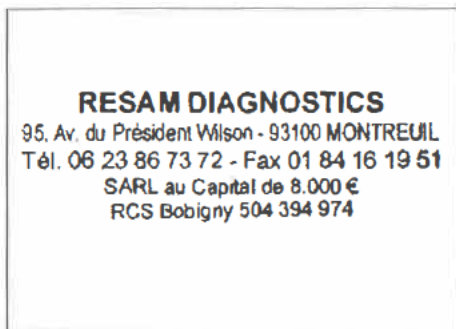 RESAM DIAGNOSTICS
95, Av. du Président Wilson - 93100 MONTREUIL
Tél. 06 23 86 73 72 - Fax 01 84 16 19 51
SARL au Capital de 8.000 €
RCS Bobigny 504 394 974